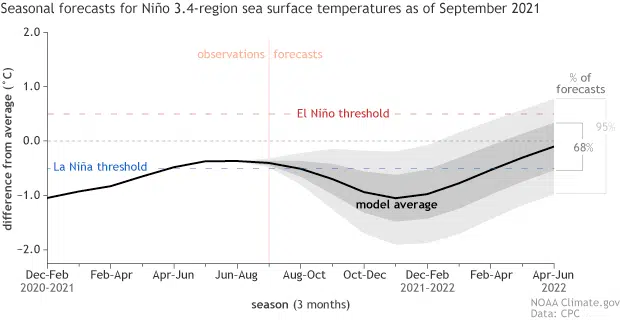 Seasonal forecasts for Niño 3.4-region sea surface temperatures as of September 2021
2.0
observations forecasts
1.0
% of
forecasts
El Niño threshold
95%
0.0
68%
La Niña threshold
difference from average (°C)
−1.0
model average
−2.0
Dec-Feb Feb-Apr Apr-Jun Jun-Aug Aug-Oct Oct-Dec Dec-Feb Feb-Apr Apr-Jun
2020-2021 2021-2022 2022
season (3 months)
NOAA Climate.gov
Data: CPC